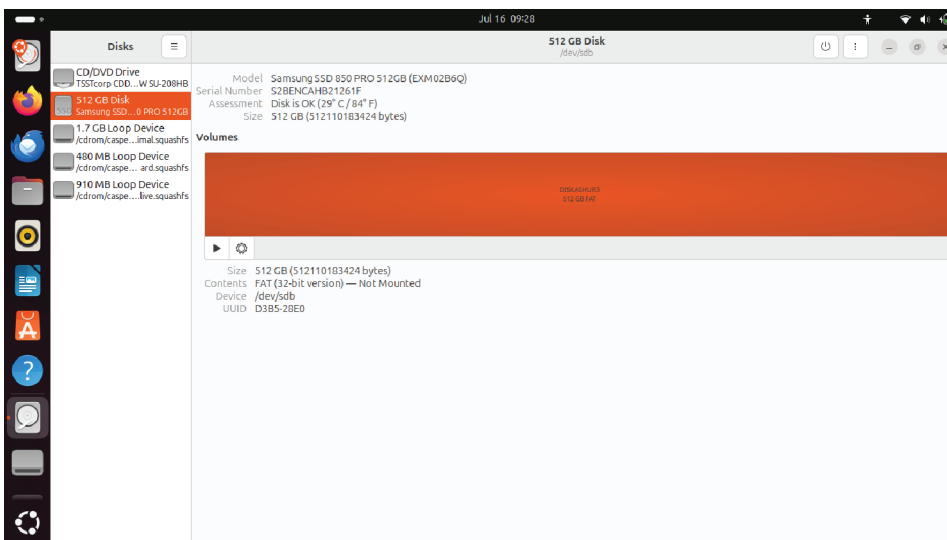 Jul 16 09:28
Disks
512 GB Disk
/dev/sdb
CD/DVD Drive
TSSTcorp CDD...W SU-208HB
512 GB Disk
Samsung SSD...0 PRO 512GB
1.7 GB Loop Device
/cdrom/caspe...imal.squashfs
480 MB Loop Device
/cdrom/caspe... ard.squashfs
910 MB Loop Device
/cdrom/caspe....live.squashfs
Model Samsung SSD 850 PRO 512GB (EXM02B6Q)
Serial Number S2BENCAHB21261F
Assessment Disk is OK (29° C / 84° F)
Size 512 GB (512110183424 bytes)
Volumes
DISKASHUR3
512 GB FAT
Size 512 GB (512110183424 bytes)
Contents FAT (32-bit version) — Not Mounted
Device /dev/sdb
UUID D3B5-28E0